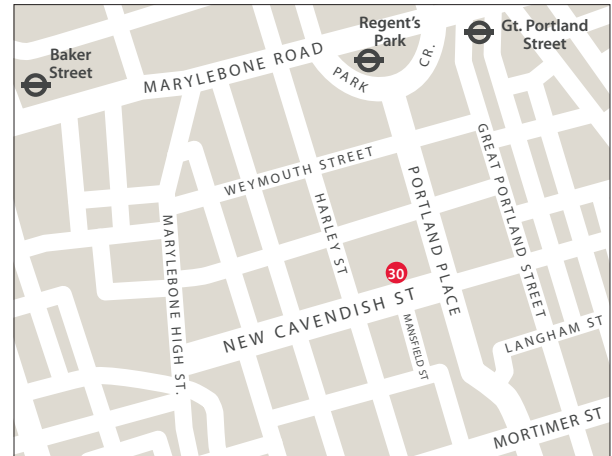 Baker
Street
MARYLEBONE ROAD
Regent's
Park
PARK
CR.
Gt. Portland
Street
WEYMOUTH STREET
GREAT PORTLAND STREET
PORTLAND PLACE
HARLEY ST
MARYLEBONE HIGH ST.
30
NEW CAVENDISH ST
MANSFIELD ST
LANGHAM ST
MORTIMER ST